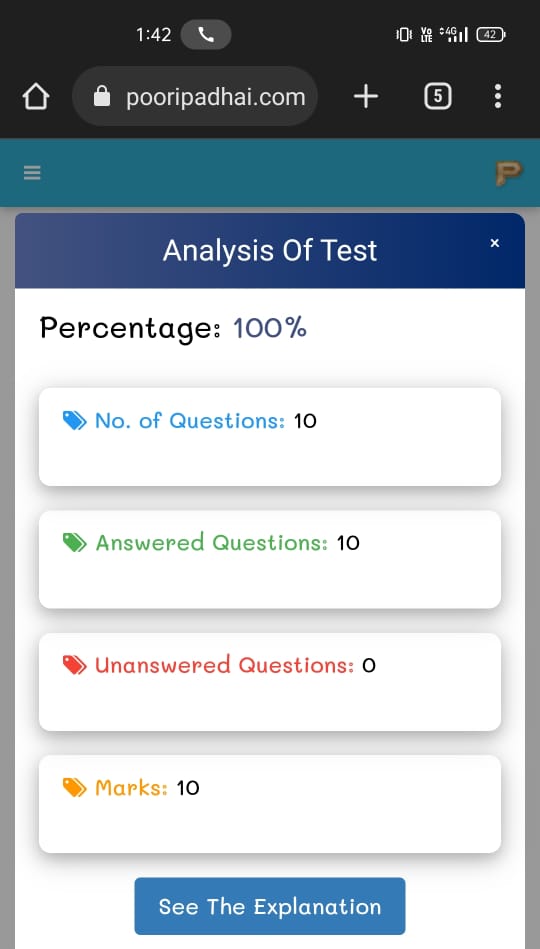 1:42 Vo LTE 4G 42
pooripadhai.com 5
P
Analysis Of Test ×
Percentage: 100%
No. of Questions: 10
Answered Questions: 10
Unanswered Questions: 0
Marks: 10
See The Explanation